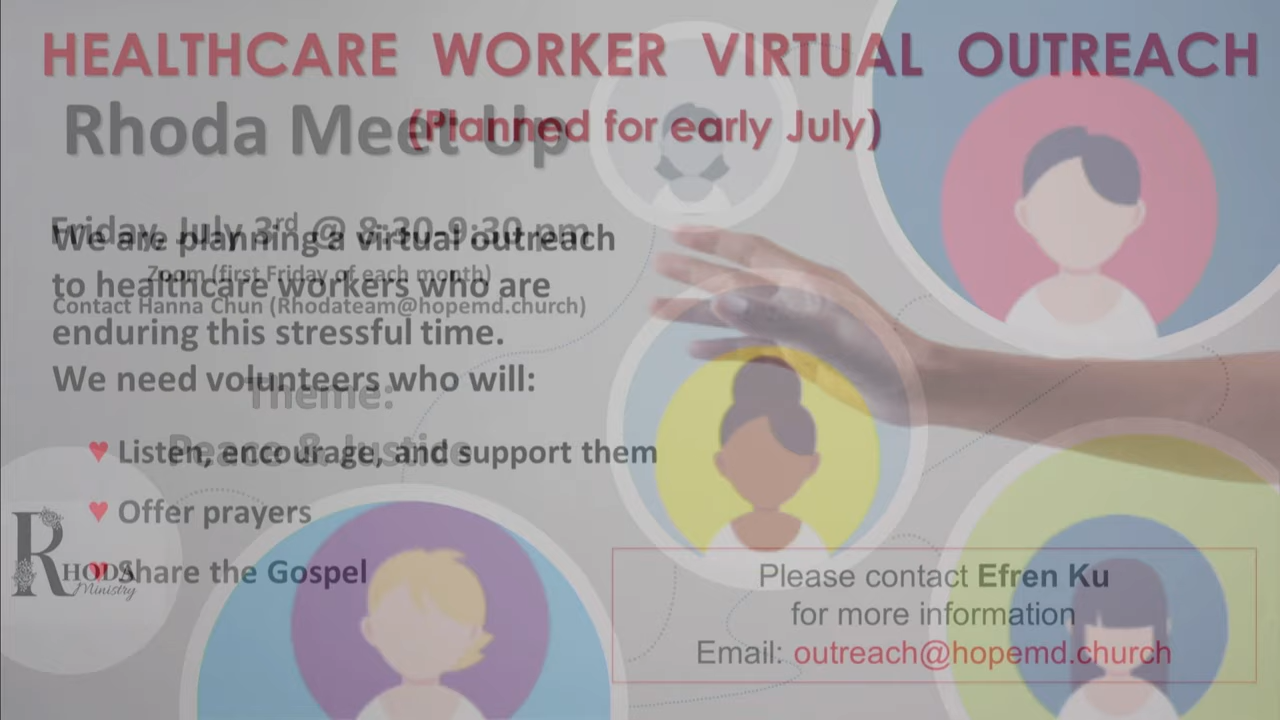 HEALTHCARE WORKER VIRTUAL OUTREACH
(Planned for early July)
Rhoda Meet Up
Friday, July 3rd @ 8:30-9:30 pm
Zoom (first Friday of each month)
Contact Hanna Chun (Rhodateam@hopemd.church)
Theme:
Peace & Justice
We are planning a virtual outreach
to healthcare workers who are
enduring this stressful time.
We need volunteers who will:
♥ Listen, encourage, and support them
♥ Offer prayers
♥ Share the Gospel
RHODA
Ministry
Please contact Efren Ku
for more information
Email: outreach@hopemd.church